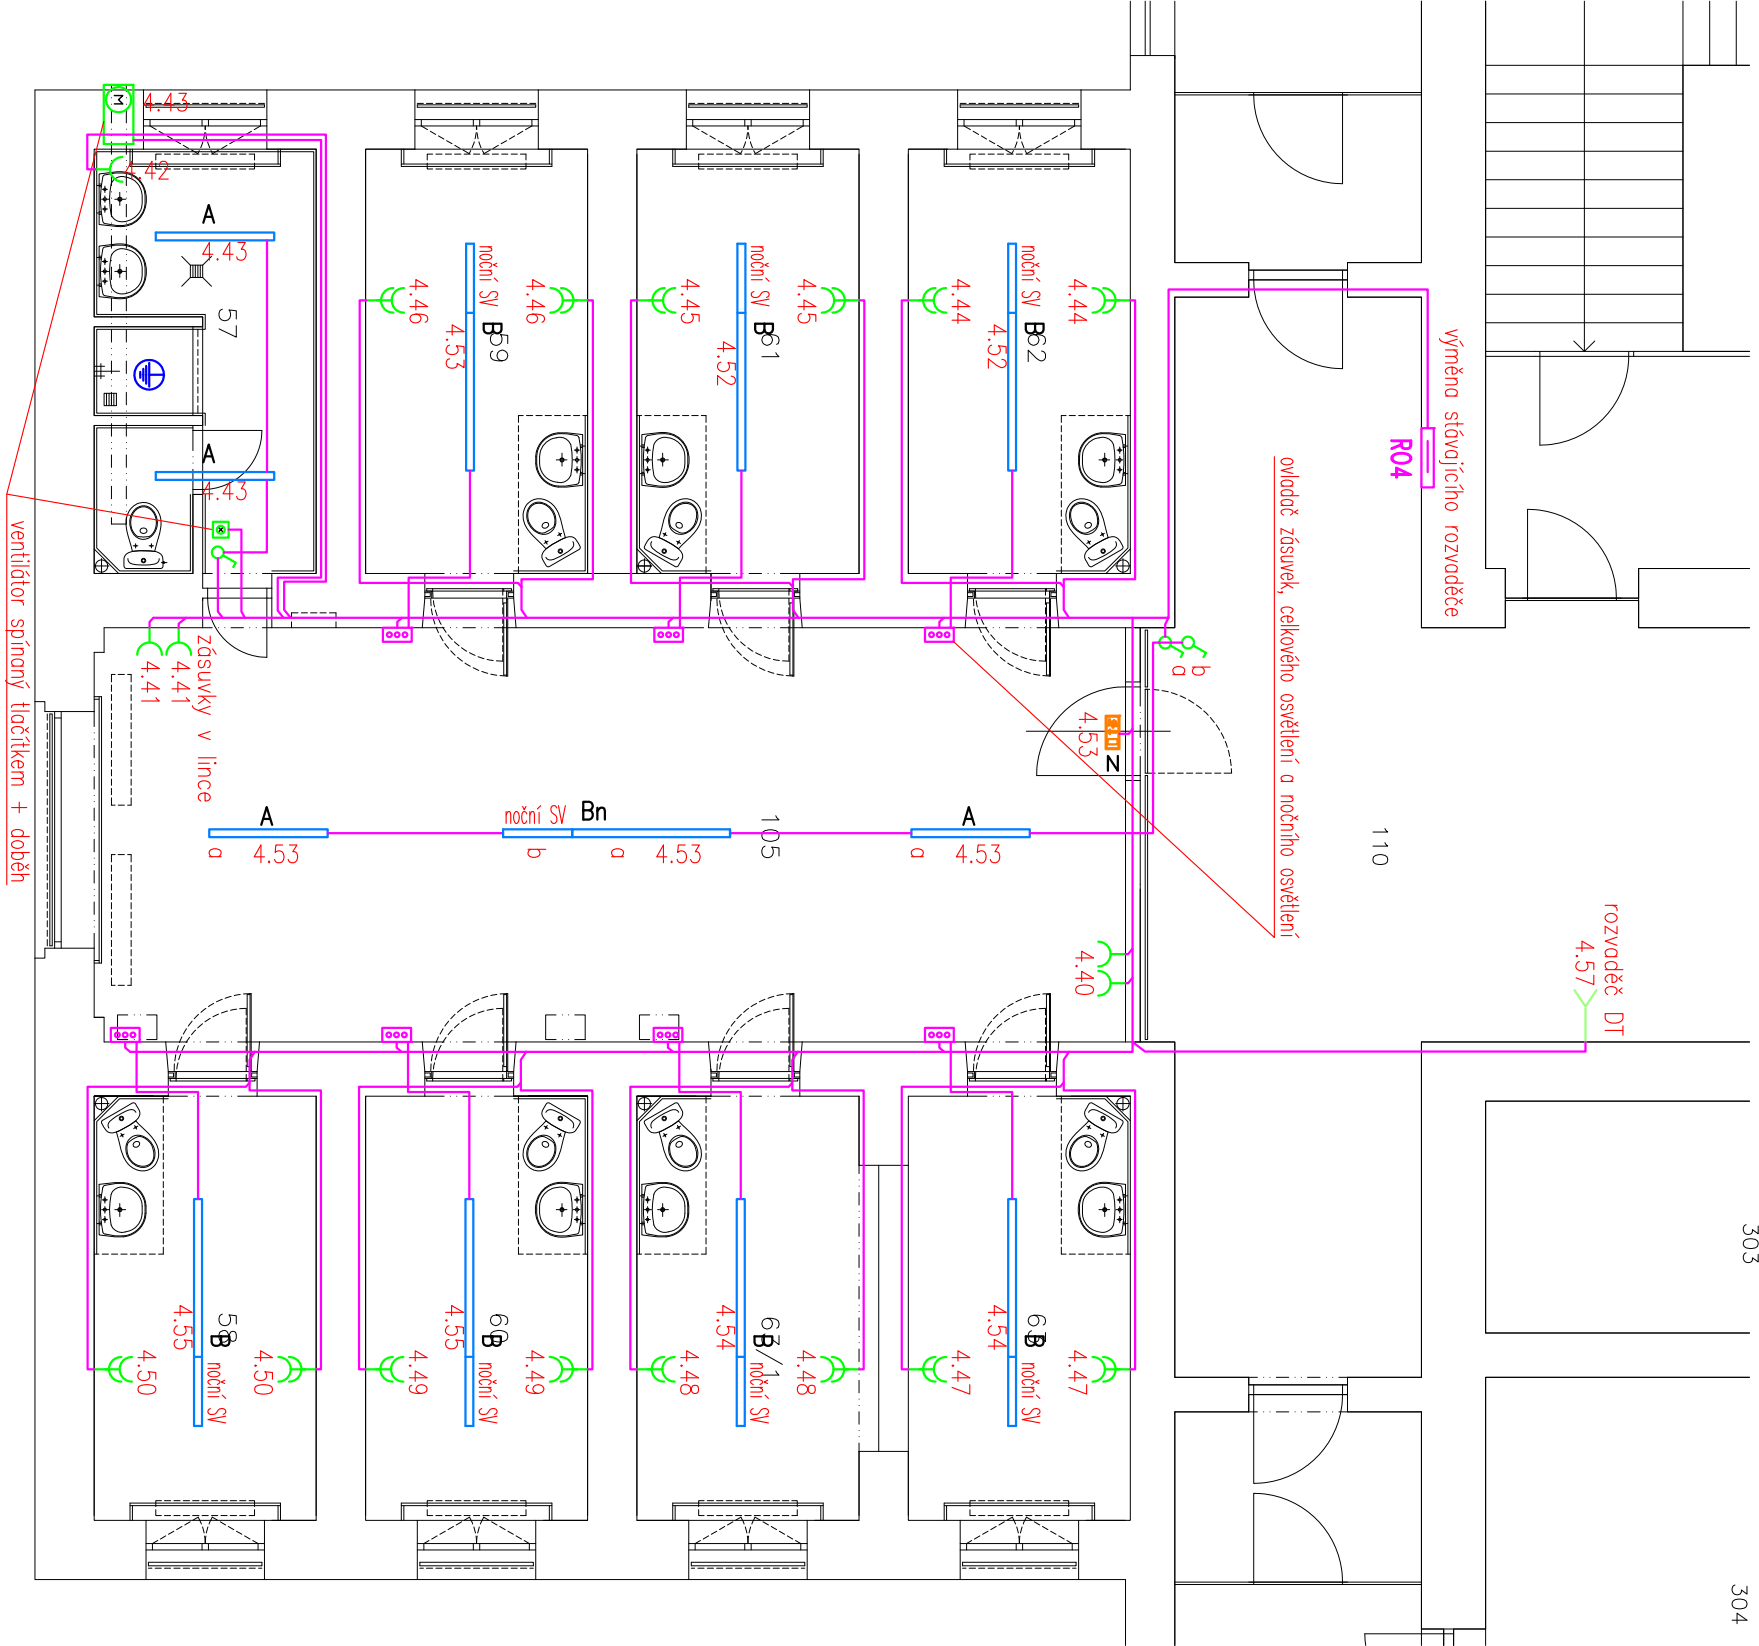 M
4.43
4.42
A
4.43
57
A
4.43
noční SV
4.46
4.46
B
59
4.53
noční SV
4.45
4.45
B
61
4.52
noční SV
4.44
4.44
B
62
4.52
výměna stávajícího rozvaděče
R04
ovladač zásuvek, celkového osvětlení a nočního osvětlení
ventilátor spínaný tlačítkem + doběh
4.41
4.41
zásuvky v lince
a
b
4.53
N
A
a
4.53
noční SV
Bn
b
a
4.53
105
A
a
4.53
110
4.40
rozvaděč DT
4.57
303
304
58
B
4.55
noční SV
4.50
4.50
60
B
4.55
noční SV
4.49
4.49
63/1
B
4.54
noční SV
4.48
4.48
B
4.54
noční SV
4.47
4.47